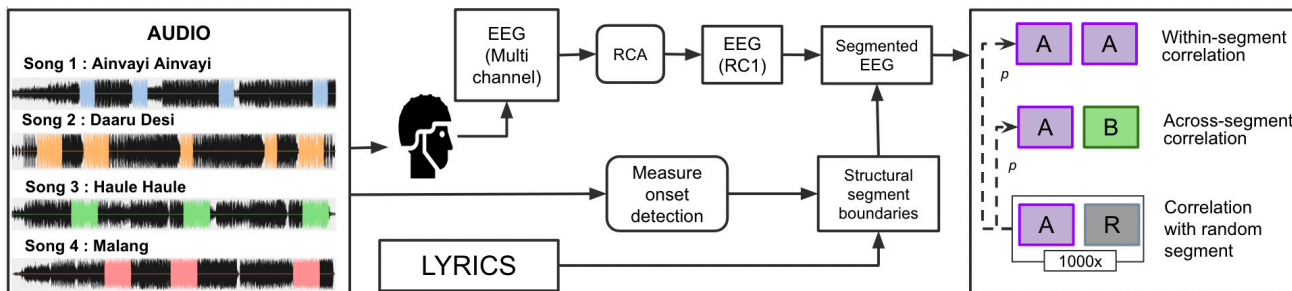 AUDIO
Song 1 : Ainvayi Ainvayi
Song 2 : Daaru Desi
Song 3 : Haule Haule
Song 4 : Malang
EEG
(Multi
channel)
RCA
EEG
(RC1)
Segmented
EEG
Measure
onset
detection
Structural
segment
boundaries
LYRICS
A A
Within-segment
correlation
p
A B
Across-segment
correlation
p
A R
Correlation
with random
segment
1000x